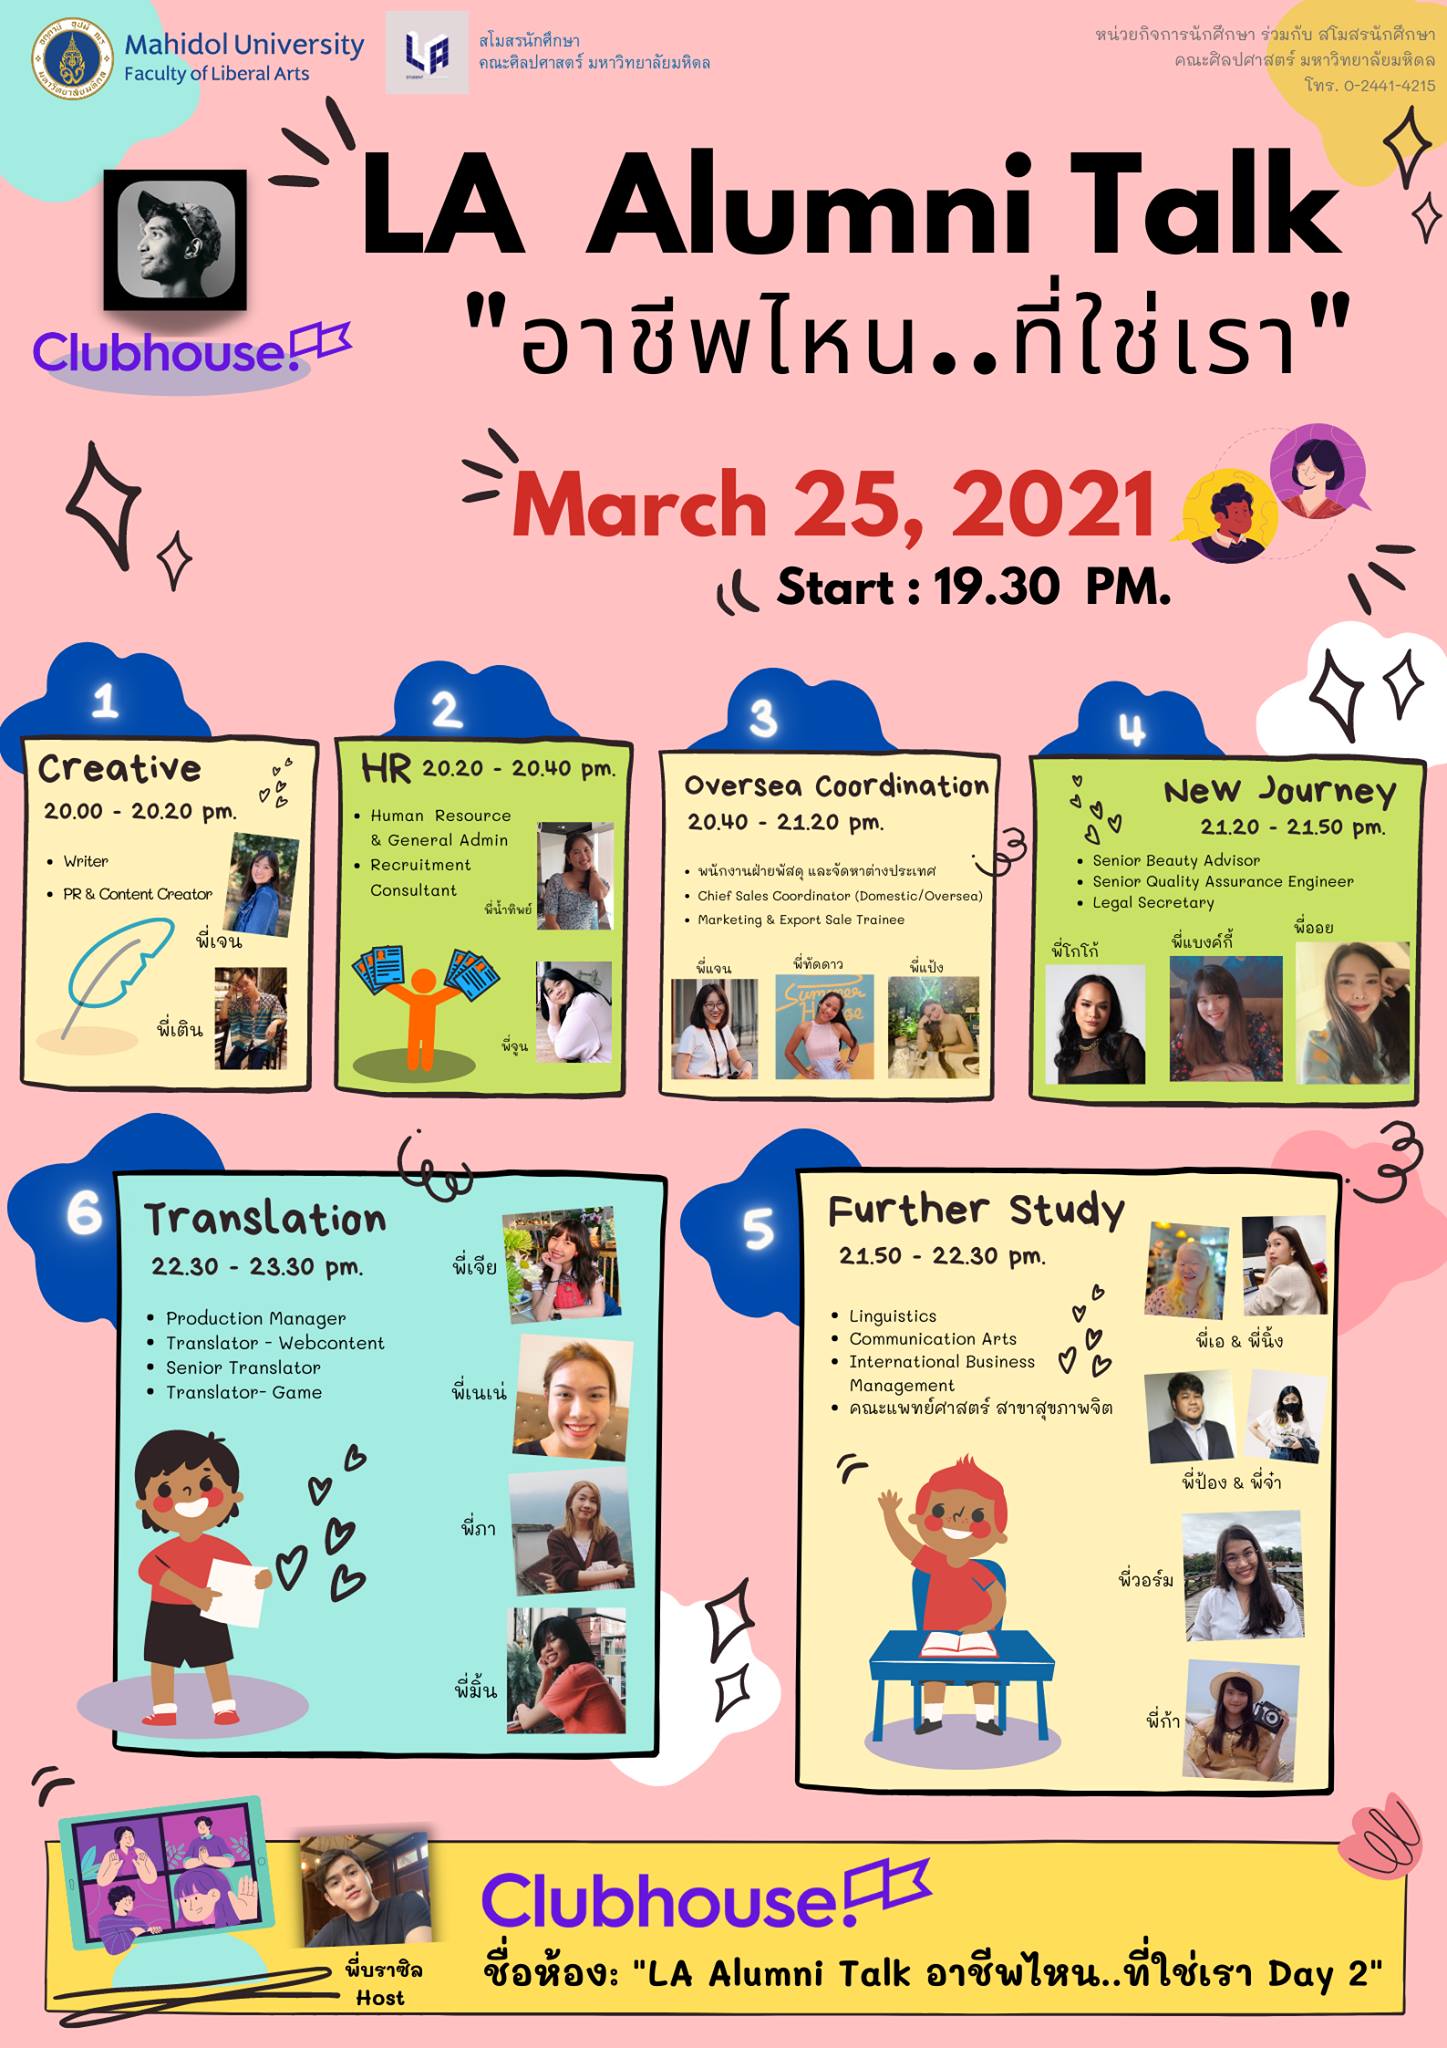 Mahidol University
Faculty of Liberal Arts
สโมสรนักศึกษา
คณะศิลปศาสตร์ มหาวิทยาลัยมหิดล
หน่วยกิจการนักศึกษา ร่วมกับ สโมสรนักศึกษา
คณะศิลปศาสตร์ มหาวิทยาลัยมหิดล
โทร. 0-2441-4215
LA Alumni Talk
"อาชีพไหน..ที่ใช่เรา"
Clubhouse
March 25, 2021
Start : 19.30 PM.
1
Creative
20.00 - 20.20 pm.
• Writer
• PR & Content Creator
พี่เจน
พี่เติน
2
HR 20.20 - 20.40 pm.
• Human Resource
& General Admin
• Recruitment
Consultant
พี่น้ำทิพย์
พี่จูน
3
Oversea Coordination
20.40 - 21.20 pm.
• พนักงานฝ่ายพัสดุ และจัดหาต่างประเทศ
• Chief Sales Coordinator (Domestic/Oversea)
• Marketing & Export Sale Trainee
พี่แจน
พี่ทัดดาว
พี่แป้ง
4
New Journey
21.20 - 21.50 pm.
• Senior Beauty Advisor
• Senior Quality Assurance Engineer
• Legal Secretary
พี่โกโก้
พี่แบงค์กี้
พี่ออย
6
Translation
22.30 - 23.30 pm.
• Production Manager
• Translator - Webcontent
• Senior Translator
• Translator- Game
พี่เจีย
พี่เนเน่
พี่ภา
พี่มิ้น
5
Further Study
21.50 - 22.30 pm.
• Linguistics
• Communication Arts
• International Business
Management
• คณะแพทย์ศาสตร์ สาขาสุขภาพจิต
พี่เอ & พี่นิ้ง
พี่ป้อง & พี่จ๋า
พี่วอร์ม
พี่ก้า
พี่บราซิล
Host
Clubhouse
ชื่อห้อง: "LA Alumni Talk อาชีพไหน..ที่ใช่เรา Day 2"